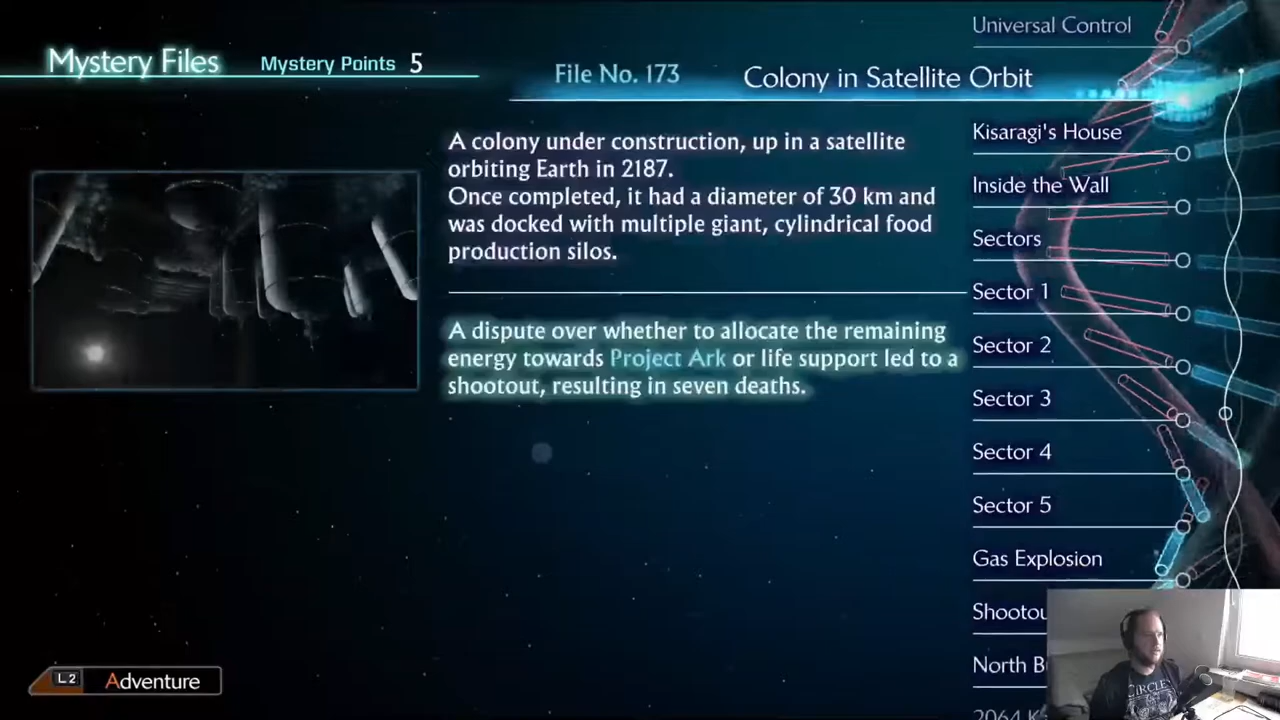 Mystery Files
Mystery Points 5
File No. 173
Colony in Satellite Orbit
A colony under construction, up in a satellite
orbiting Earth in 2187.
Once completed, it had a diameter of 30 km and
was docked with multiple giant, cylindrical food
production silos.
A dispute over whether to allocate the remaining
energy towards Project Ark or life support led to a
shootout, resulting in seven deaths.
Universal Control
Kisaragi's House
Inside the Wall
Sectors
Sector 1
Sector 2
Sector 3
Sector 4
Sector 5
Gas Explosion
Shootou
North B
2064 K
L2 Adventure
CIRCLE